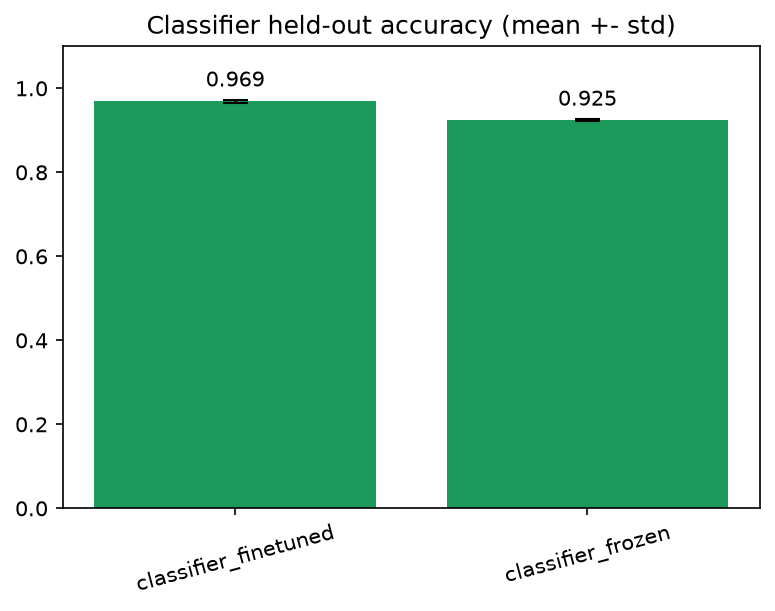 Classifier held-out accuracy (mean +- std)
1.0
0.8
0.6
0.4
0.2
0.0
0.969
0.925
classifier_finetuned
classifier_frozen